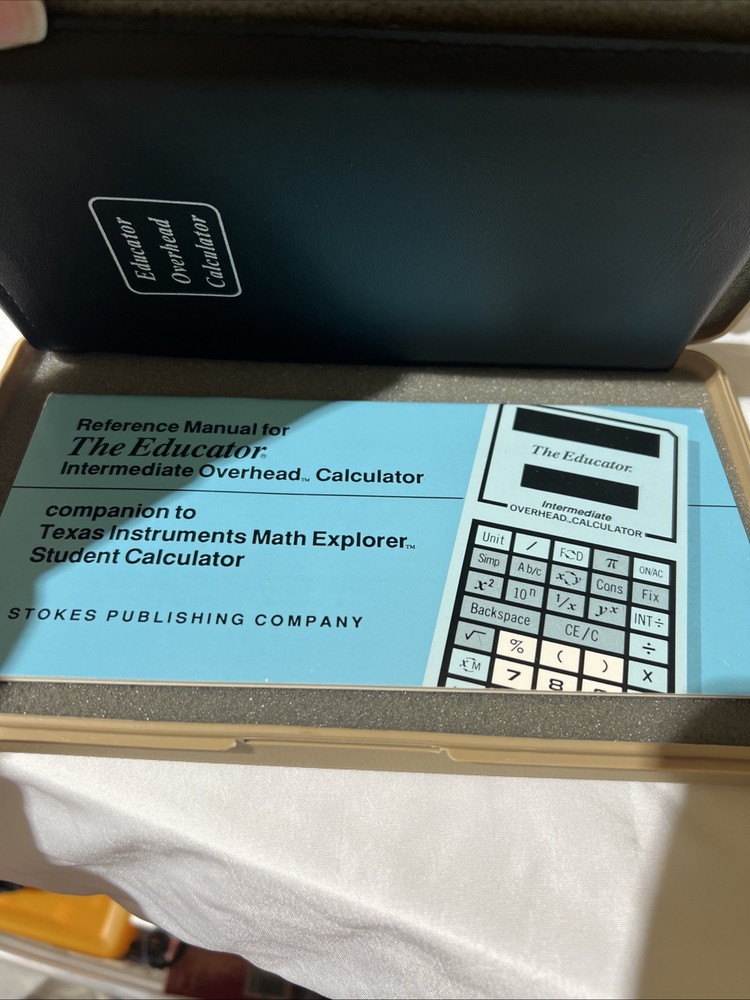 Educator
Overhead
Calculator
Reference Manual for
The Educator®
Intermediate Overhead™ Calculator
companion to
Texas Instruments Math Explorer™
Student Calculator
STOKES PUBLISHING COMPANY
The Educator®
Intermediate
OVERHEAD™ CALCULATOR
Unit / F⇄D π ON/AC
Simp Ab/c x⇄y Cons Fix
x² 10ⁿ 1/x yˣ INT÷
Backspace CE/C ÷
√ % ( ) X
x⇄M 7 8